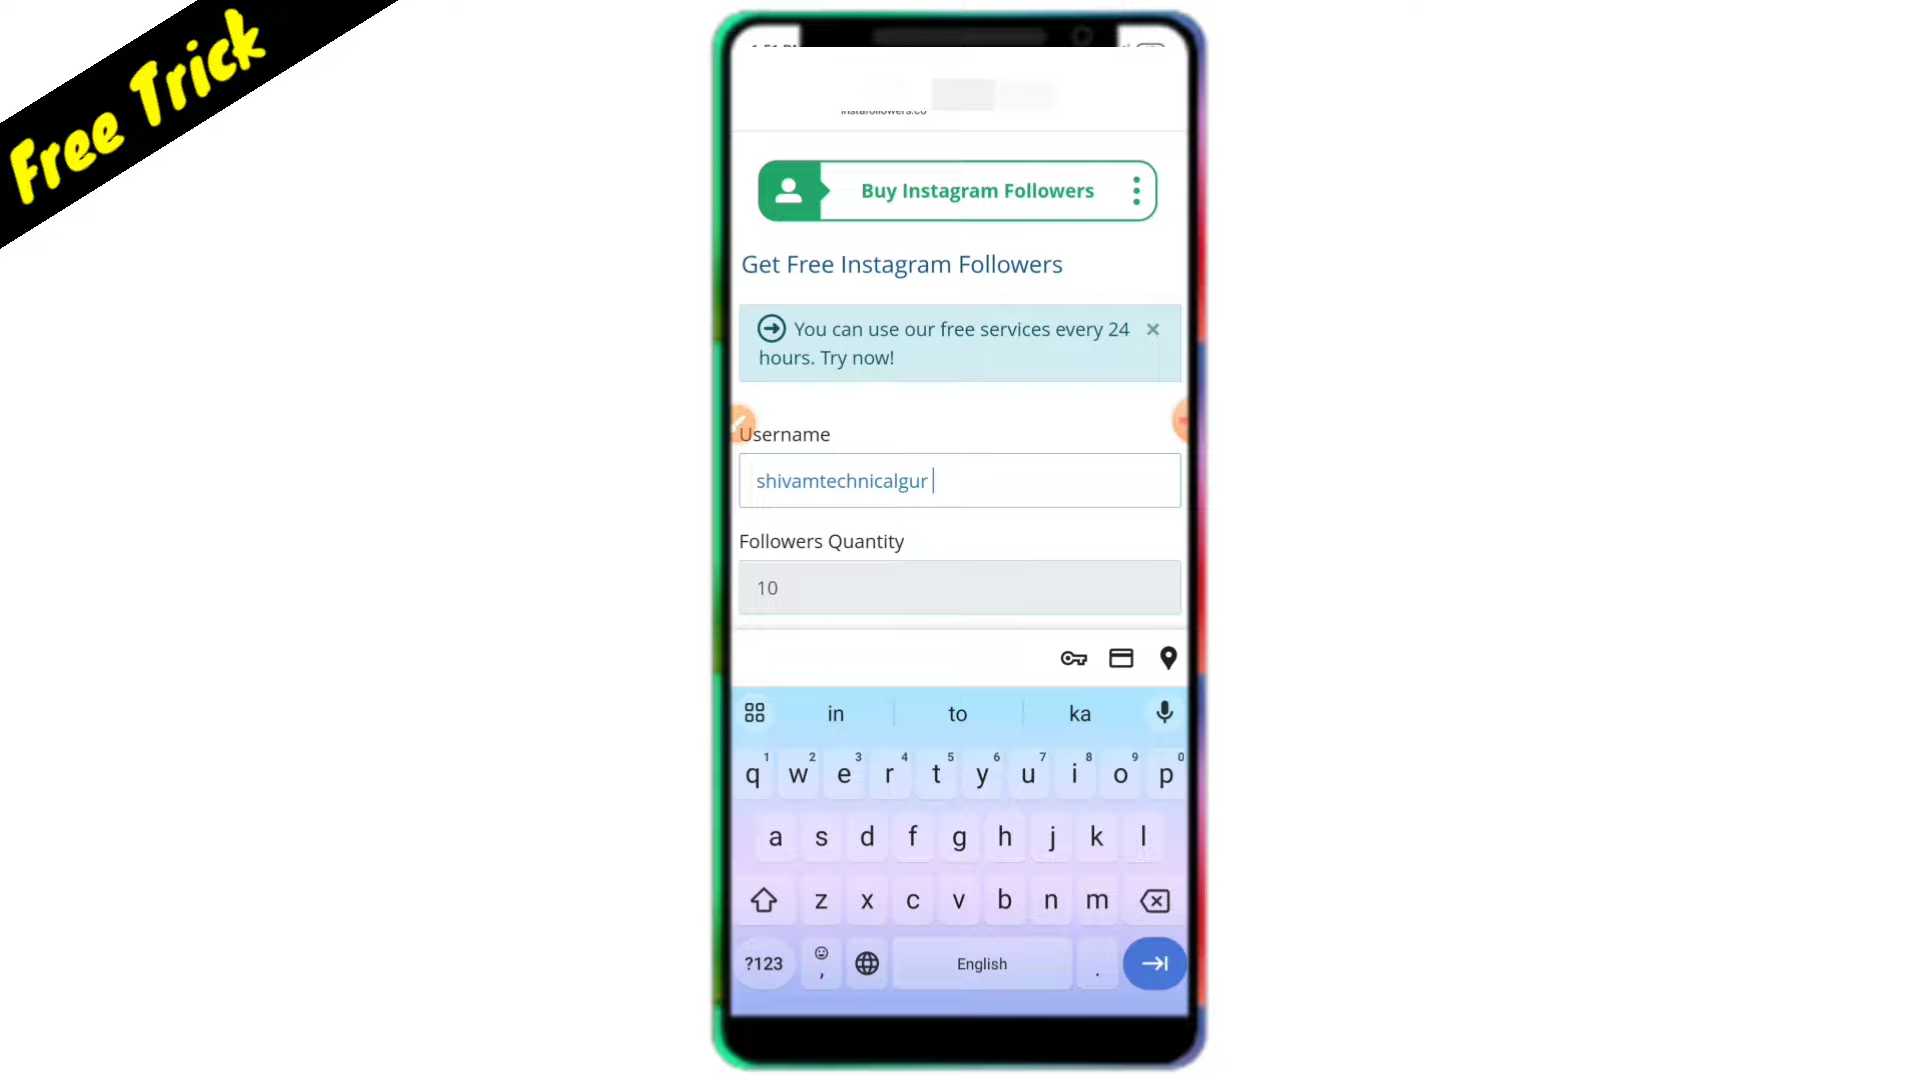 Free Trick
instafollowers.co
Buy Instagram Followers
Get Free Instagram Followers
You can use our free services every 24 ×
hours. Try now!
Username
shivamtechnicalgur
Followers Quantity
10
in to ka
q 1 w 2 e 3 r 4 t 5 y 6 u 7 i 8 o 9 p 0
a s d f g h j k l
z x c v b n m
?123 , English .